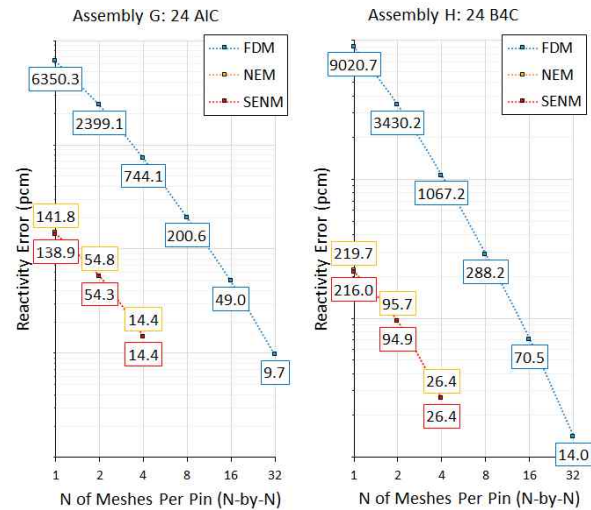 Assembly G: 24 AIC
Reactivity Error (pcm)
FDM
NEM
SENM
6350.3
2399.1
744.1
200.6
49.0
9.7
141.8
138.9
54.8
54.3
14.4
14.4
1 2 4 8 16 32
N of Meshes Per Pin (N-by-N)
Assembly H: 24 B4C
Reactivity Error (pcm)
FDM
NEM
SENM
9020.7
3430.2
1067.2
288.2
70.5
14.0
219.7
216.0
95.7
94.9
26.4
26.4
1 2 4 8 16 32
N of Meshes Per Pin (N-by-N)